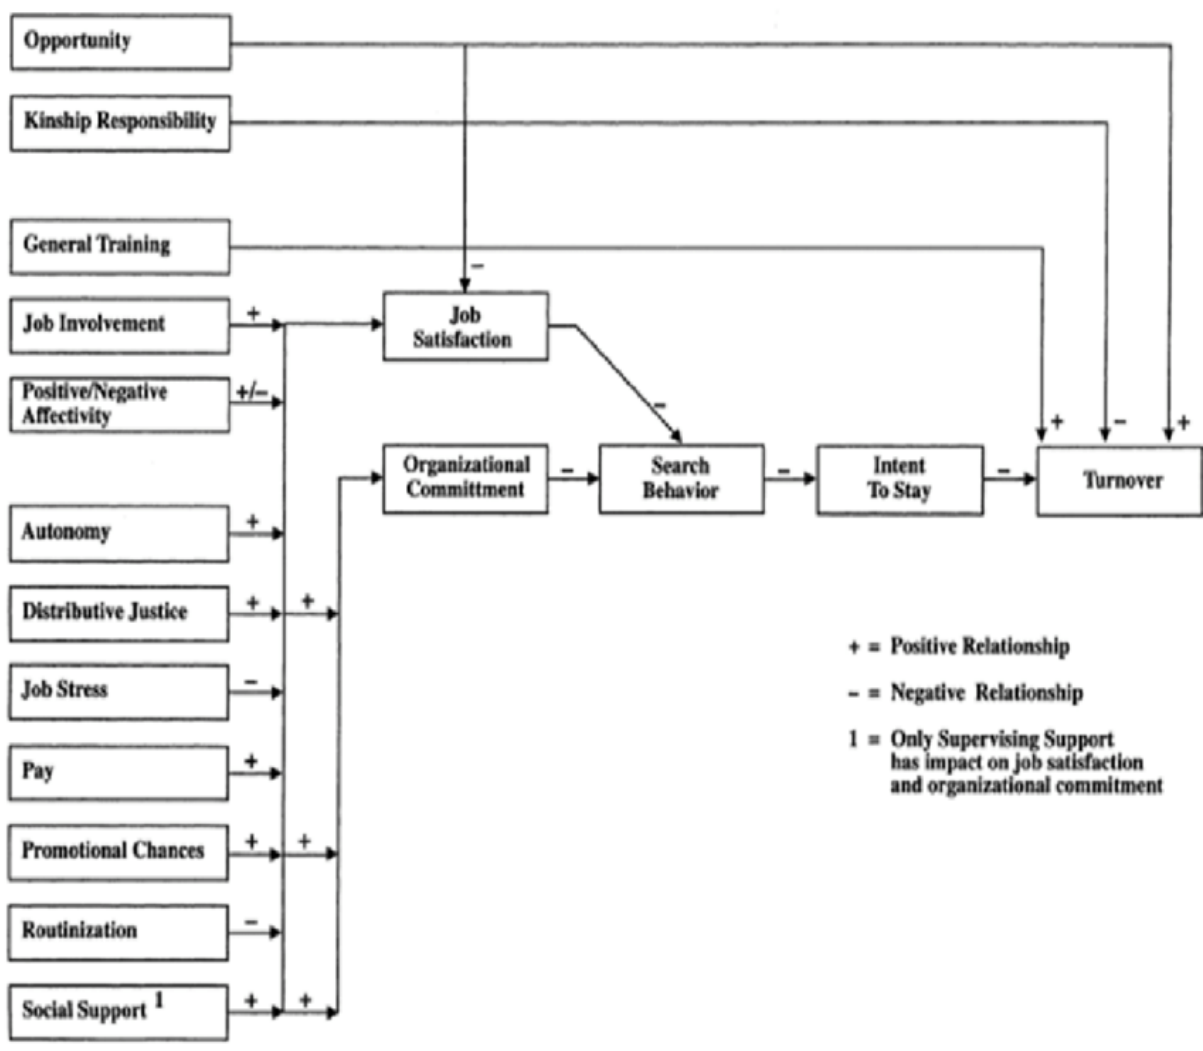 Opportunity
Kinship Responsibility
General Training
–
Job Involvement
+
Job
Satisfaction
Positive/Negative
Affectivity
+/–
–
+
–
+
Organizational
Committment
–
Search
Behavior
–
Intent
To Stay
–
Turnover
Autonomy
+
Distributive Justice
+
+
Job Stress
–
Pay
+
Promotional Chances
+
+
Routinization
–
Social Support 1
+
+
+ = Positive Relationship
– = Negative Relationship
1 = Only Supervising Support
has impact on job satisfaction
and organizational commitment